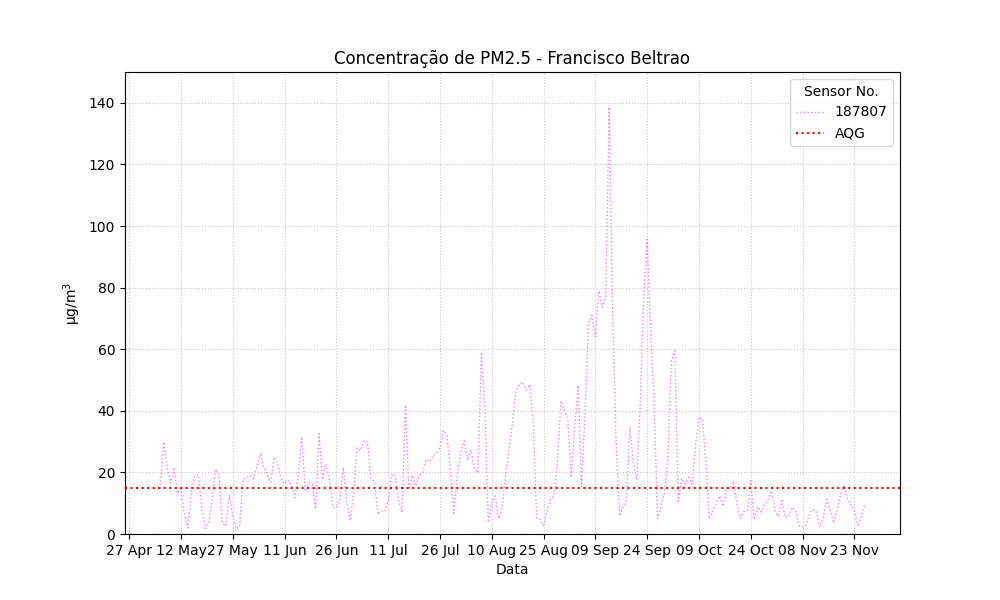 Concentração de PM2.5 - Francisco Beltrao
Sensor No.
187807
AQG
140
120
100
80
60
40
20
0
µg/m³
27 Apr 12 May 27 May 11 Jun 26 Jun 11 Jul 26 Jul 10 Aug 25 Aug 09 Sep 24 Sep 09 Oct 24 Oct 08 Nov 23 Nov
Data